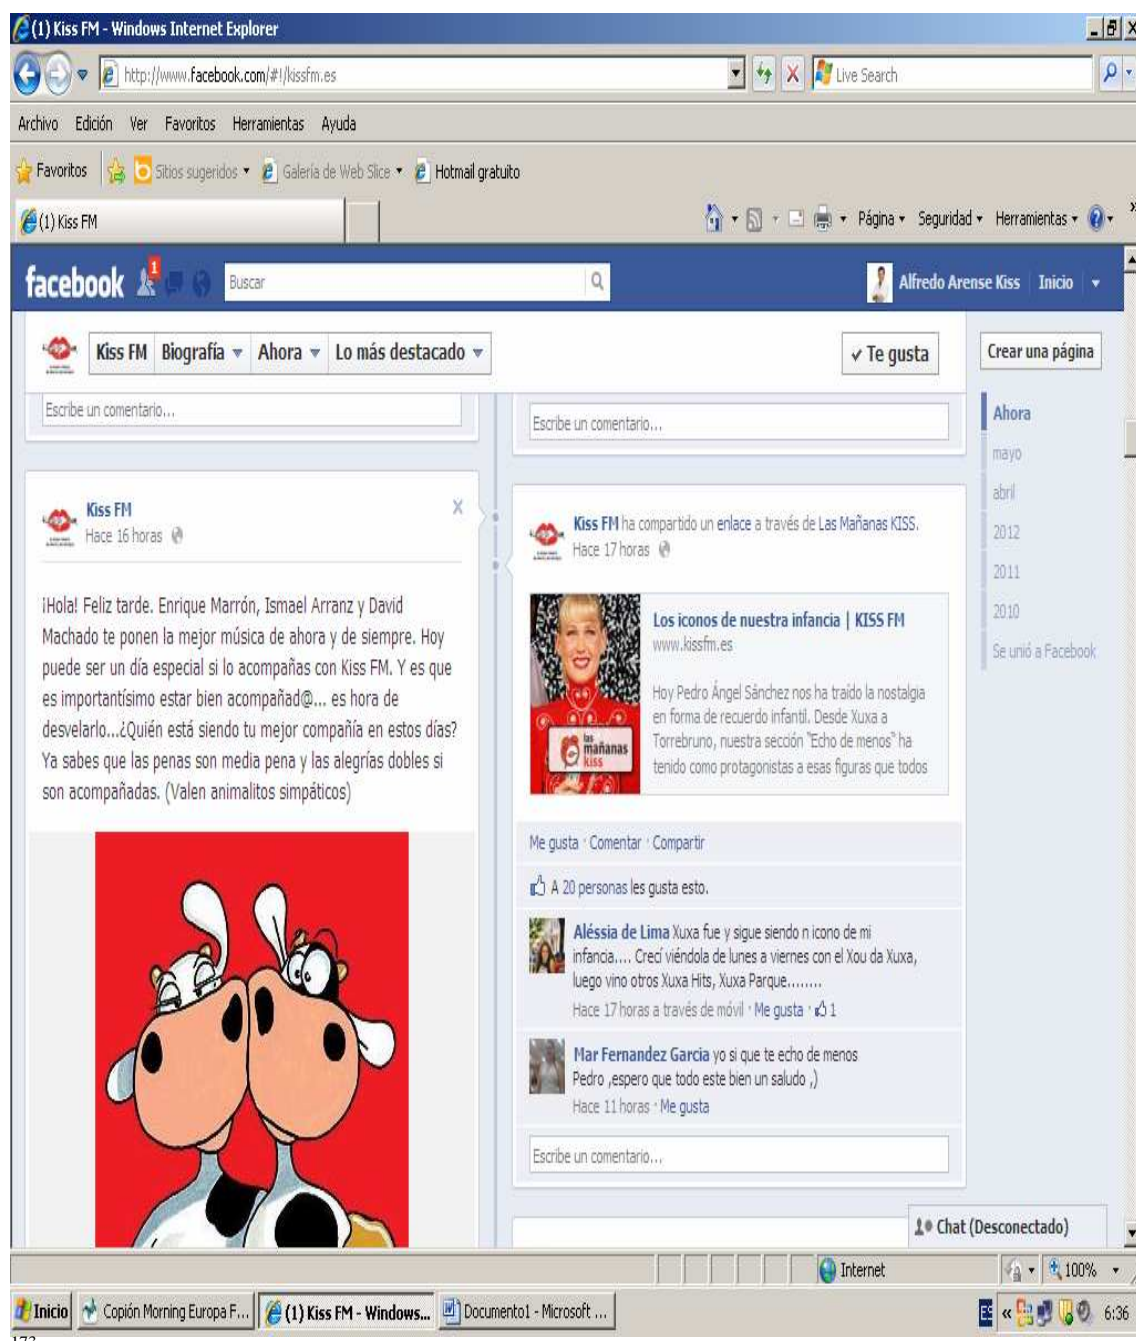 (1) Kiss FM - Windows Internet Explorer
http://www.facebook.com/#!/kissfm.es
Live Search
Archivo Edición Ver Favoritos Herramientas Ayuda
Favoritos Sitios sugeridos Galería de Web Slice Hotmail gratuito
(1) Kiss FM
Página Seguridad Herramientas »
facebook 1 Buscar Alfredo Arense Kiss Inicio
Kiss FM Biografía Ahora Lo más destacado Te gusta Crear una página
Escribe un comentario...
Kiss FM
Hace 16 horas
¡Hola! Feliz tarde. Enrique Marrón, Ismael Arranz y David
Machado te ponen la mejor música de ahora y de siempre. Hoy
puede ser un día especial si lo acompañas con Kiss FM. Y es que
es importantísimo estar bien acompañad@... es hora de
desvelarlo...¿Quién está siendo tu mejor compañía en estos días?
Ya sabes que las penas son media pena y las alegrías dobles si
son acompañadas. (Valen animalitos simpáticos)
Escribe un comentario...
Kiss FM ha compartido un enlace a través de Las Mañanas KISS.
Hace 17 horas
las
mañanas
kiss
Los iconos de nuestra infancia | KISS FM
www.kissfm.es
Hoy Pedro Ángel Sánchez nos ha traído la nostalgia
en forma de recuerdo infantil. Desde Xuxa a
Torrebruno, nuestra sección "Echo de menos" ha
tenido como protagonistas a esas figuras que todos
Me gusta · Comentar · Compartir
A 20 personas les gusta esto.
Aléssia de Lima Xuxa fue y sigue siendo n icono de mi
infancia.... Crecí viéndola de lunes a viernes con el Xou da Xuxa,
luego vino otros Xuxa Hits, Xuxa Parque........
Hace 17 horas a través de móvil · Me gusta · 1
Mar Fernandez Garcia yo si que te echo de menos
Pedro ,espero que todo este bien un saludo ,)
Hace 11 horas · Me gusta
Escribe un comentario...
Ahora
mayo
abril
2012
2011
2010
Se unió a Facebook
Chat (Desconectado)
Internet 100%
Inicio Copión Morning Europa F... (1) Kiss FM - Windows... Documento1 - Microsoft ... ES « 6:36